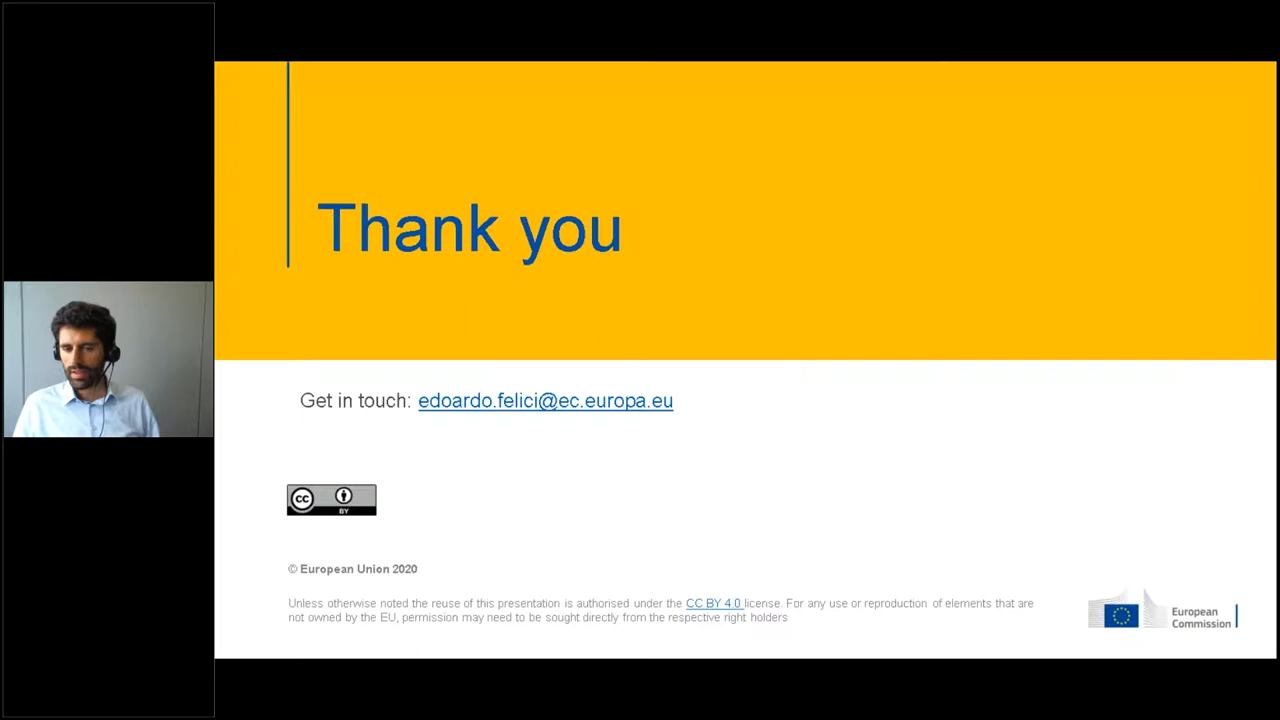 Thank you
Get in touch: edoardo.felici@ec.europa.eu
cc
BY
© European Union 2020
Unless otherwise noted the reuse of this presentation is authorised under the CC BY 4.0 license. For any use or reproduction of elements that are
not owned by the EU, permission may need to be sought directly from the respective right holders
European
Commission